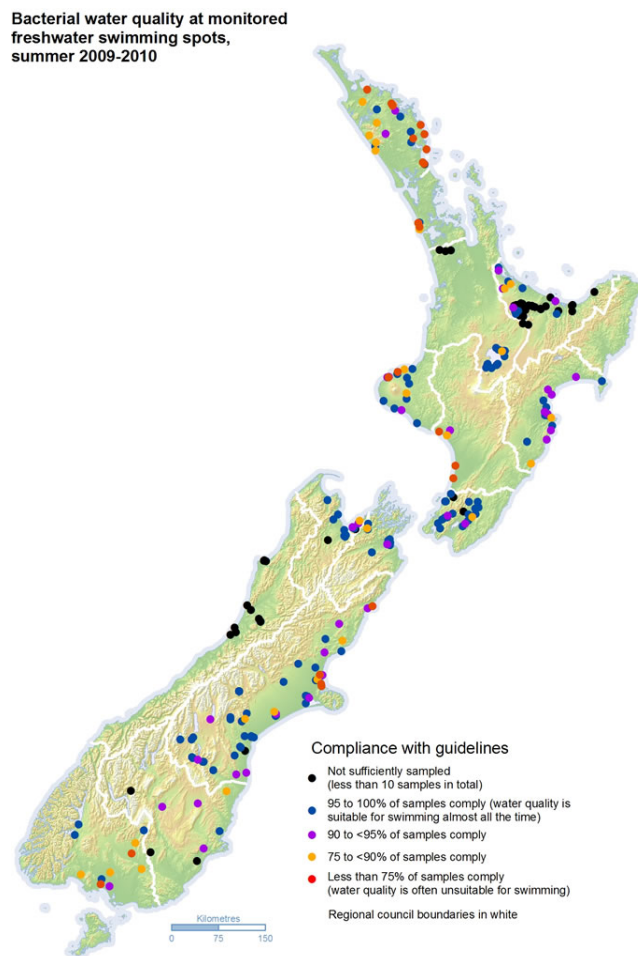 Bacterial water quality at monitored
freshwater swimming spots,
summer 2009-2010
Compliance with guidelines
Not sufficiently sampled
(less than 10 samples in total)
95 to 100% of samples comply (water quality is
suitable for swimming almost all the time)
90 to <95% of samples comply
75 to <90% of samples comply
Less than 75% of samples comply
(water quality is often unsuitable for swimming)
Regional council boundaries in white
Kilometres
0 75 150